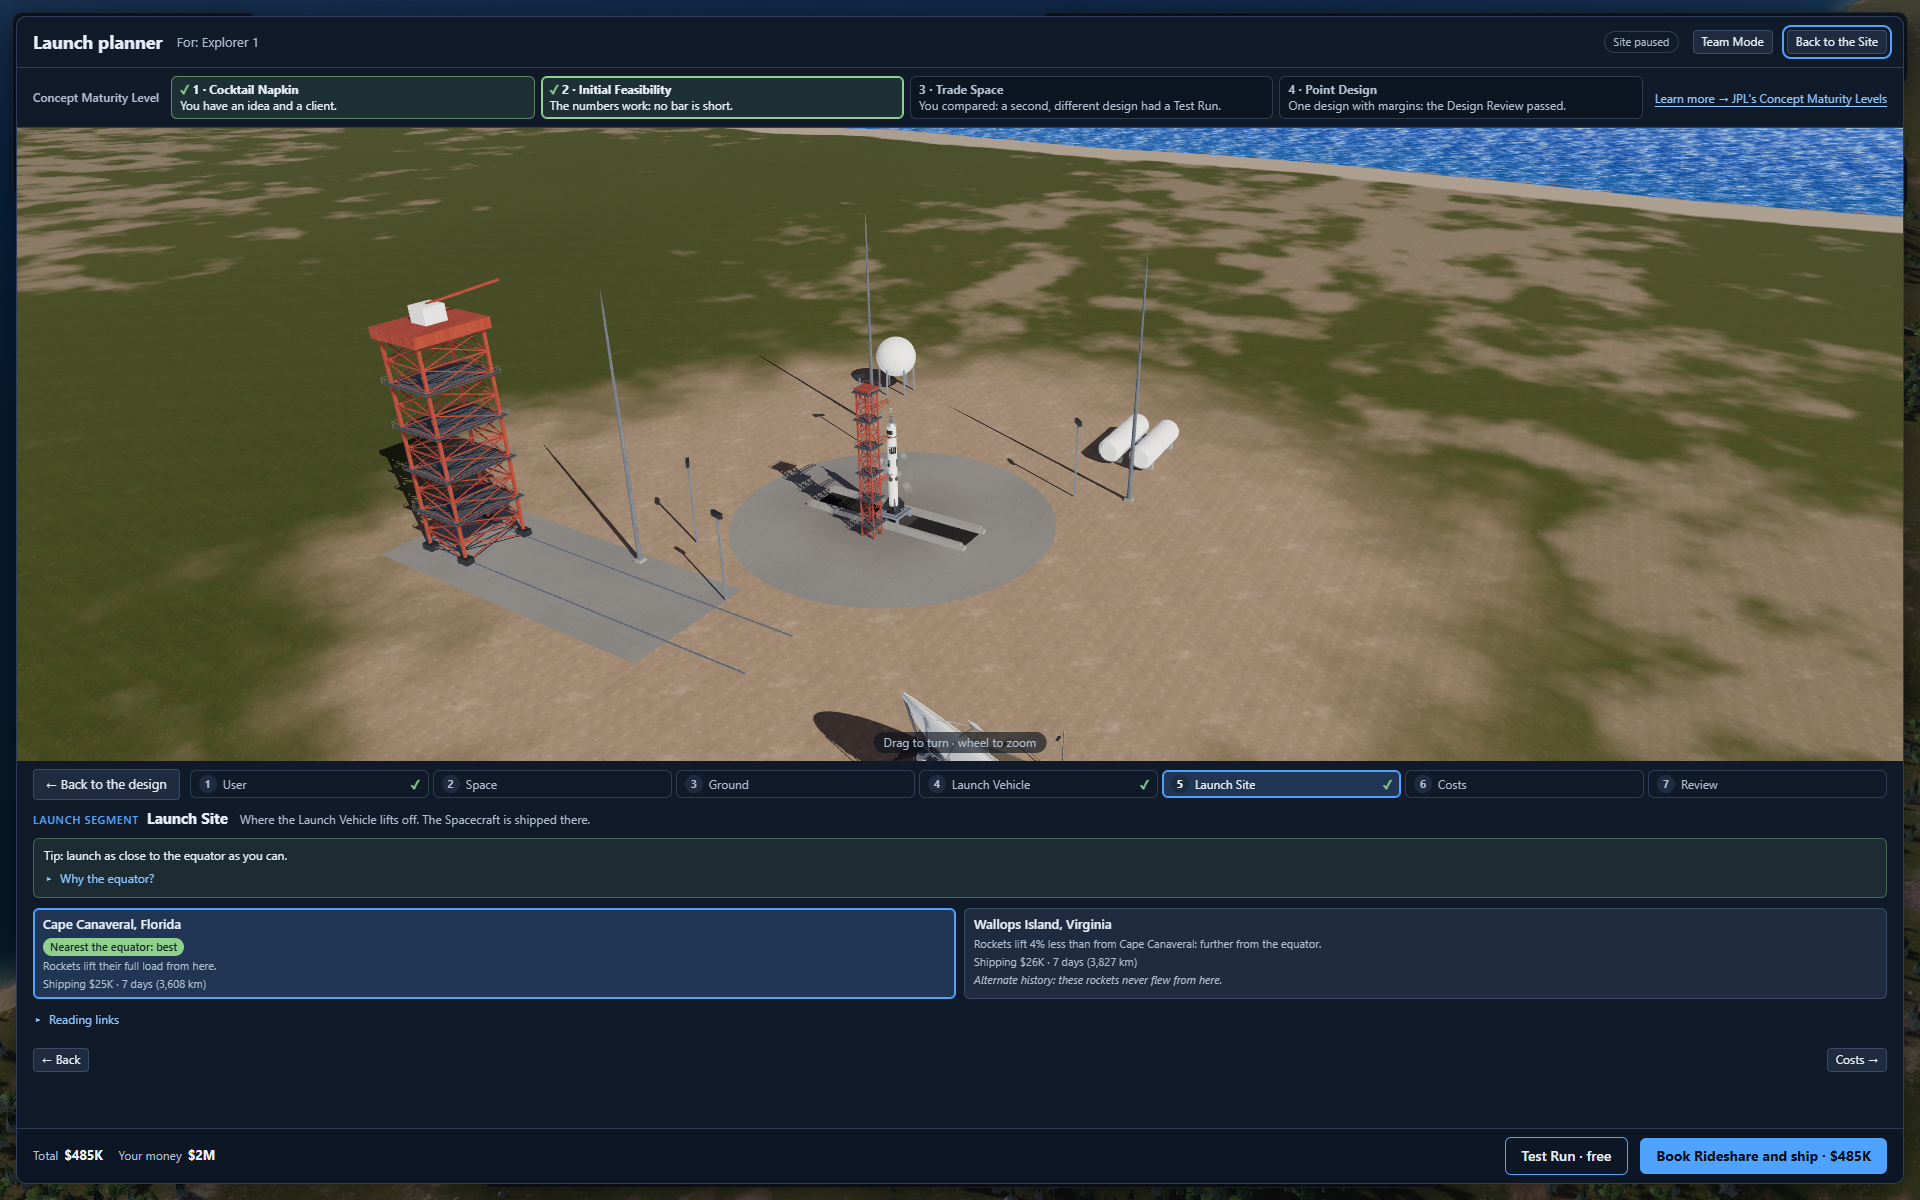 Launch planner
For: Explorer 1
Site paused
Team Mode
Back to the Site
Concept Maturity Level
✓ 1 · Cocktail Napkin
You have an idea and a client.
✓ 2 · Initial Feasibility
The numbers work: no bar is short.
3 · Trade Space
You compared: a second, different design had a Test Run.
4 · Point Design
One design with margins: the Design Review passed.
Learn more → JPL's Concept Maturity Levels
Drag to turn · wheel to zoom
← Back to the design
1 User ✓
2 Space
3 Ground
4 Launch Vehicle ✓
5 Launch Site ✓
6 Costs
7 Review
LAUNCH SEGMENT Launch Site Where the Launch Vehicle lifts off. The Spacecraft is shipped there.
Tip: launch as close to the equator as you can.
▸ Why the equator?
Cape Canaveral, Florida
Nearest the equator: best
Rockets lift their full load from here.
Shipping $25K · 7 days (3,608 km)
Wallops Island, Virginia
Rockets lift 4% less than from Cape Canaveral: further from the equator.
Shipping $26K · 7 days (3,827 km)
Alternate history: these rockets never flew from here.
▸ Reading links
← Back
Costs →
Total $485K Your money $2M
Test Run · free
Book Rideshare and ship · $485K